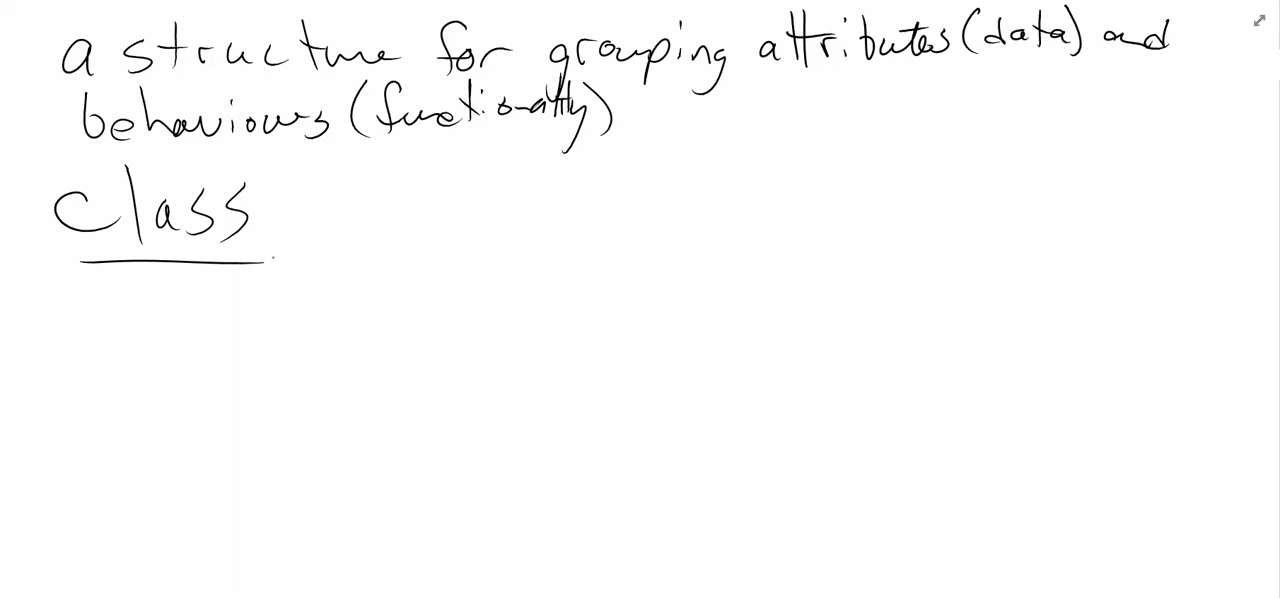 a structure for grouping attributes (data) and
behaviours (functionality)
class